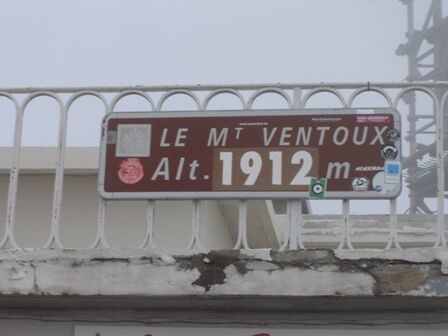 LE MT VENTOUX
Alt. 1912 m